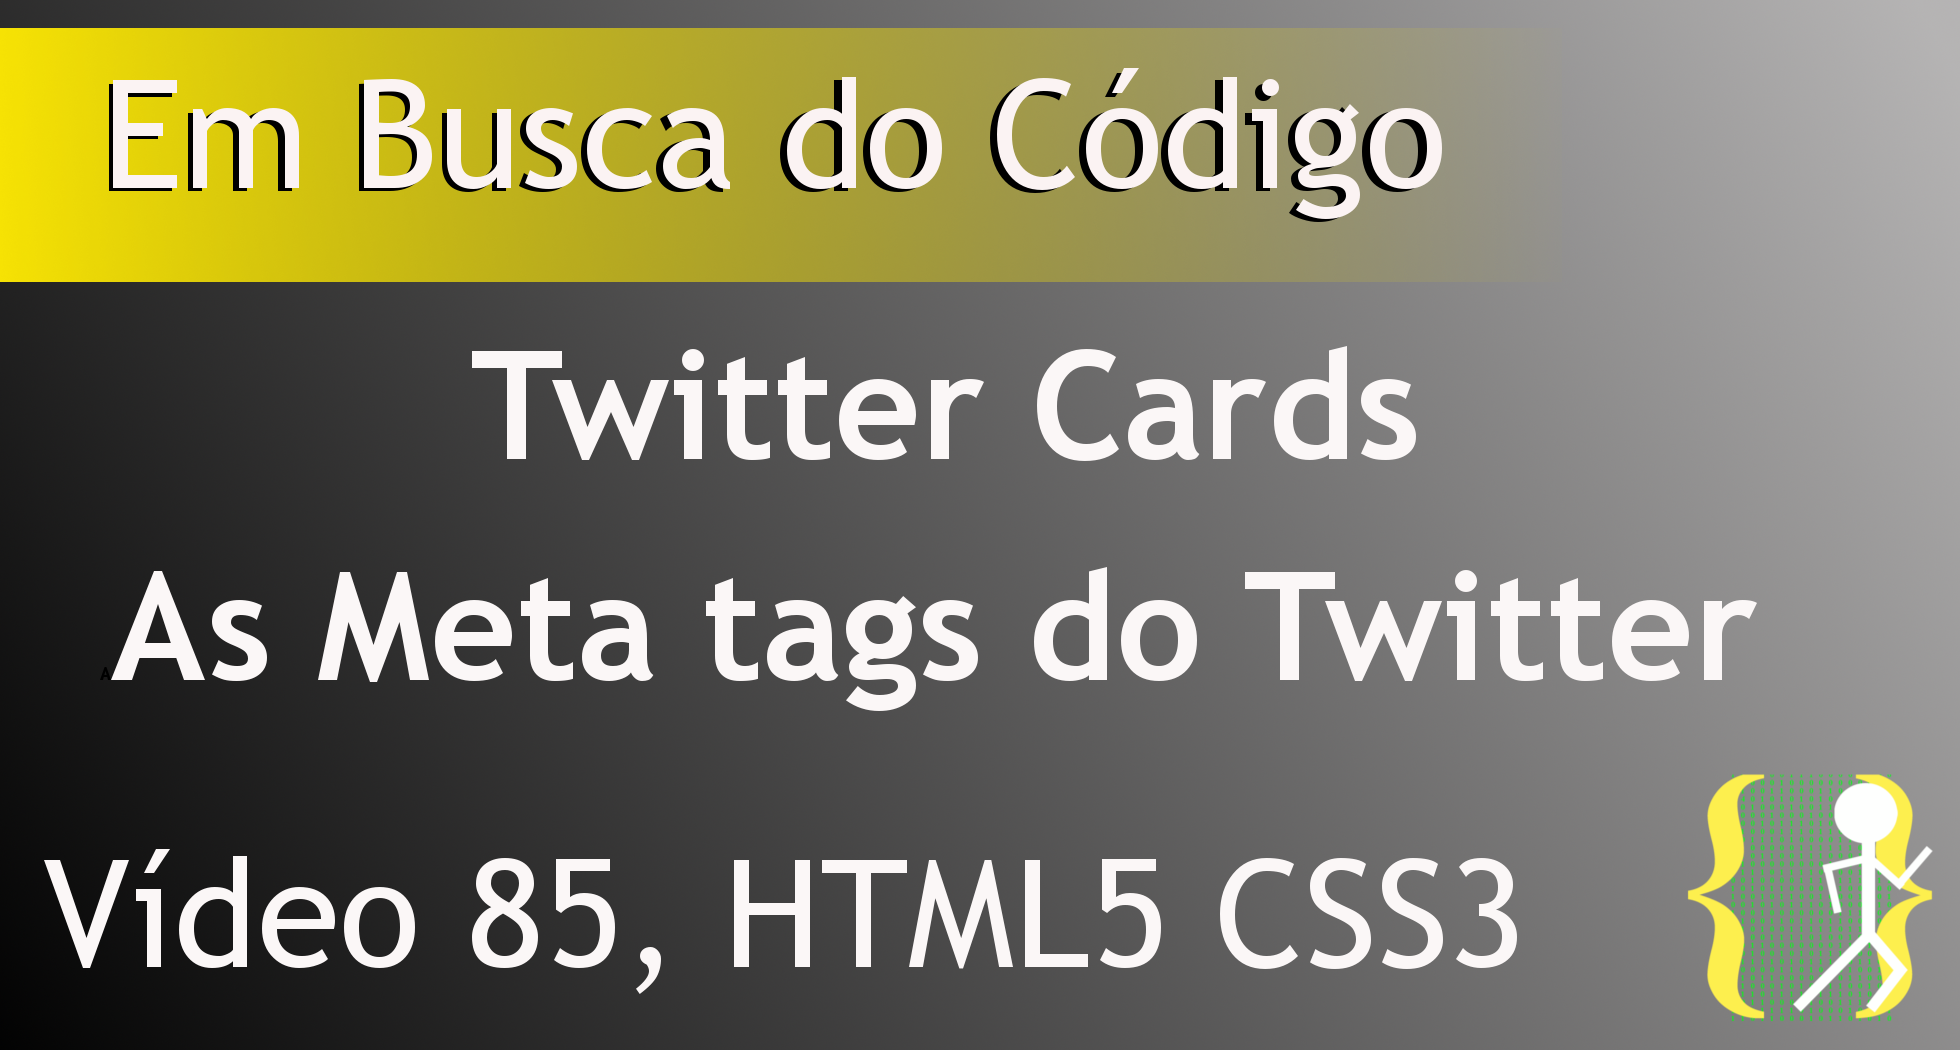 Em Busca do Código
Twitter Cards
As Meta tags do Twitter
Vídeo 85, HTML5 CSS3